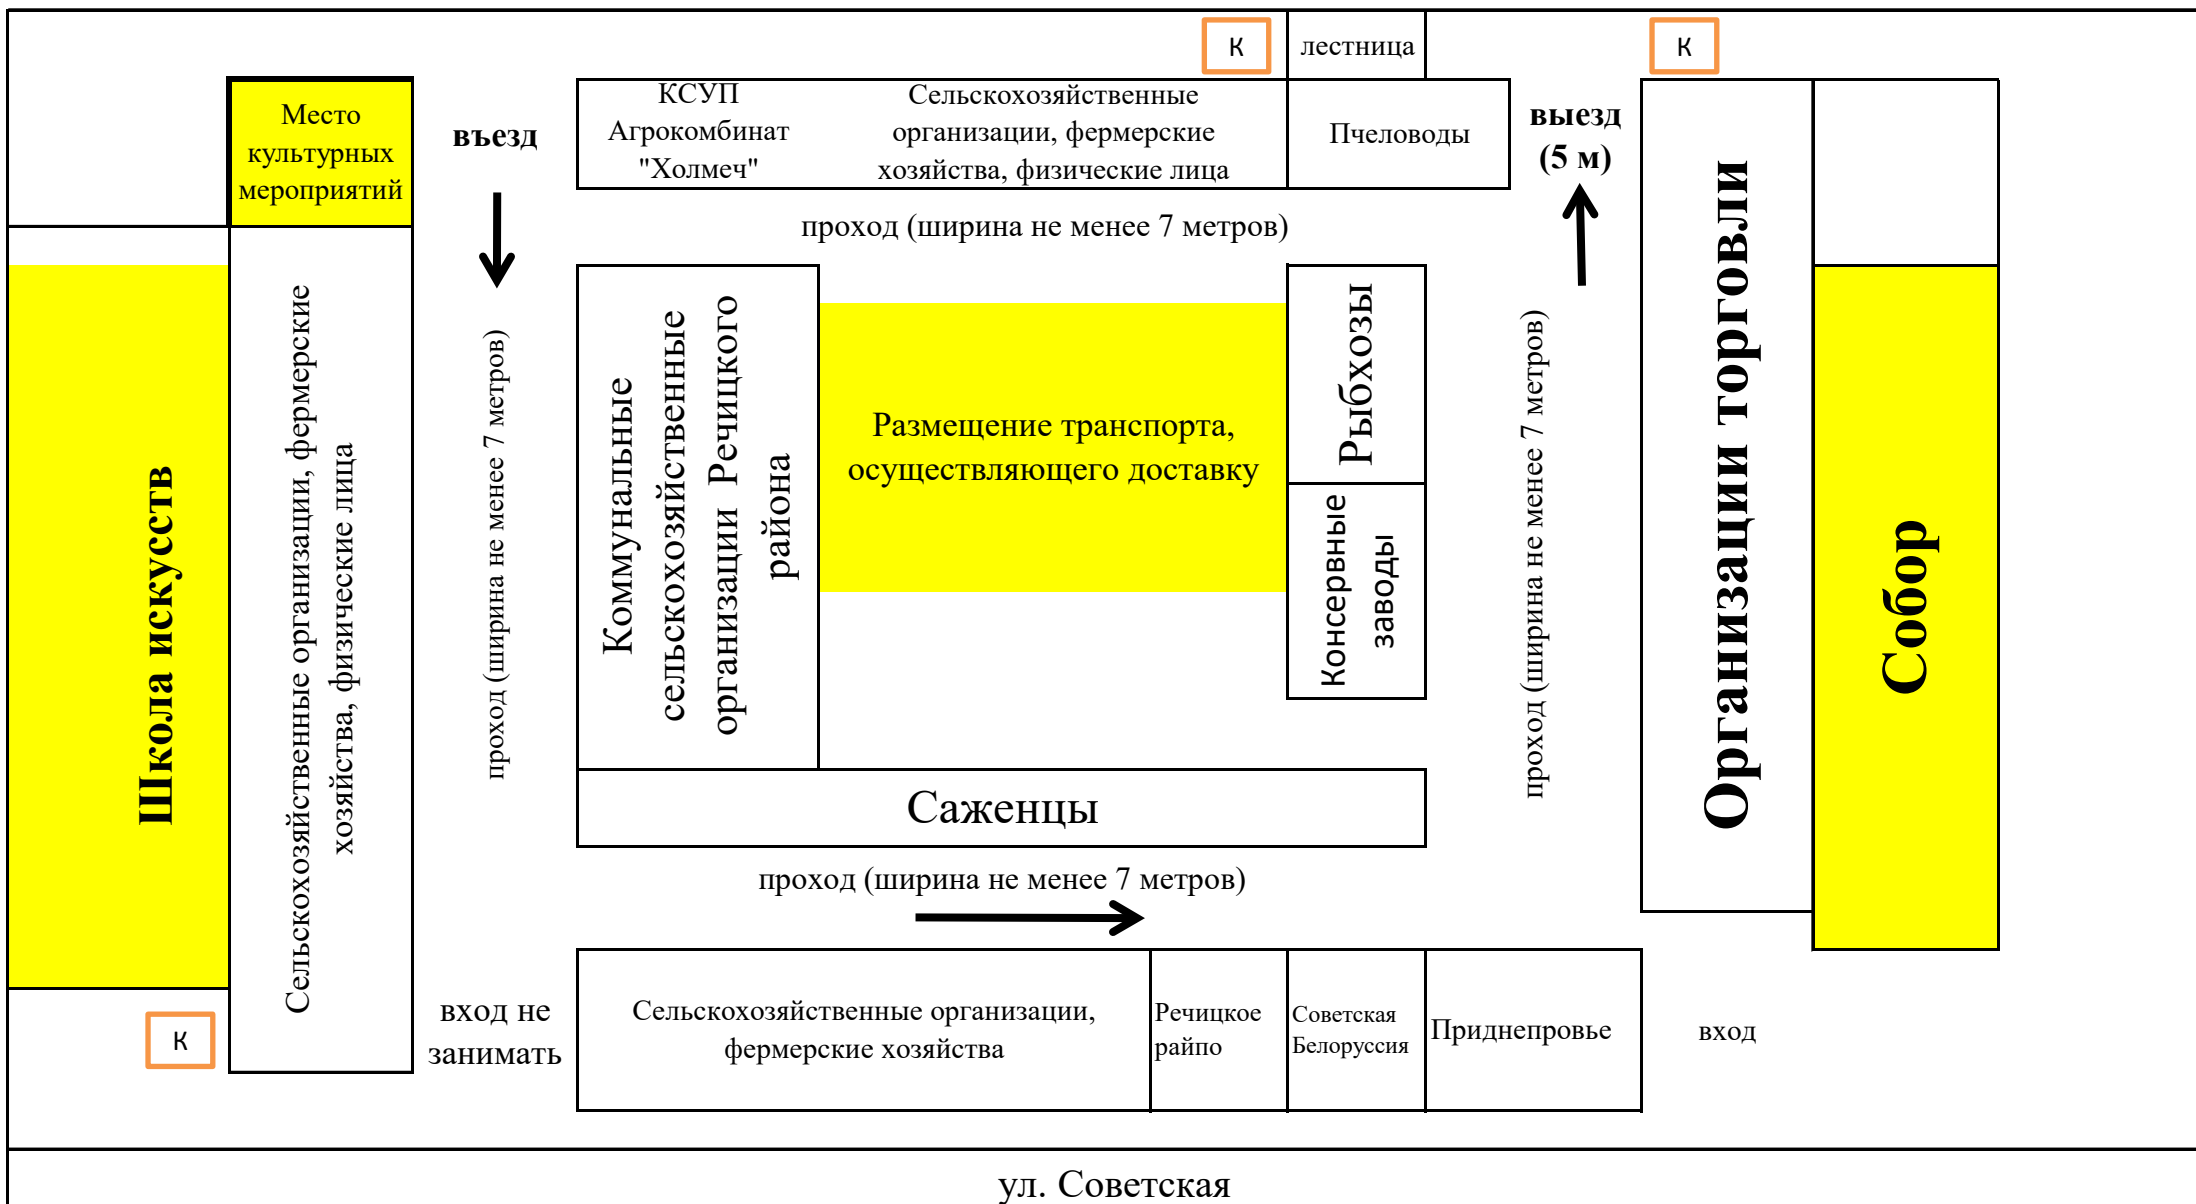 К
лестница
К
Место
культурных
мероприятий
въезд
КСУП
Агрокомбинат
"Холмеч"
Сельскохозяйственные
организации, фермерские
хозяйства, физические лица
Пчеловоды
выезд
(5 м)
проход (ширина не менее 7 метров)
Школа искусств
Сельскохозяйственные организации, фермерские
хозяйства, физические лица
проход (ширина не менее 7 метров)
Коммунальные
сельскохозяйственные
организации Речицкого
района
Размещение транспорта,
осуществляющего доставку
Рыбхозы
Консервные
заводы
проход (ширина не менее 7 метров)
Организации торговли
Собор
Саженцы
проход (ширина не менее 7 метров)
К
вход не
занимать
Сельскохозяйственные организации,
фермерские хозяйства
Речицкое
райпо
Советская
Белоруссия
Приднепровье
вход
ул. Советская